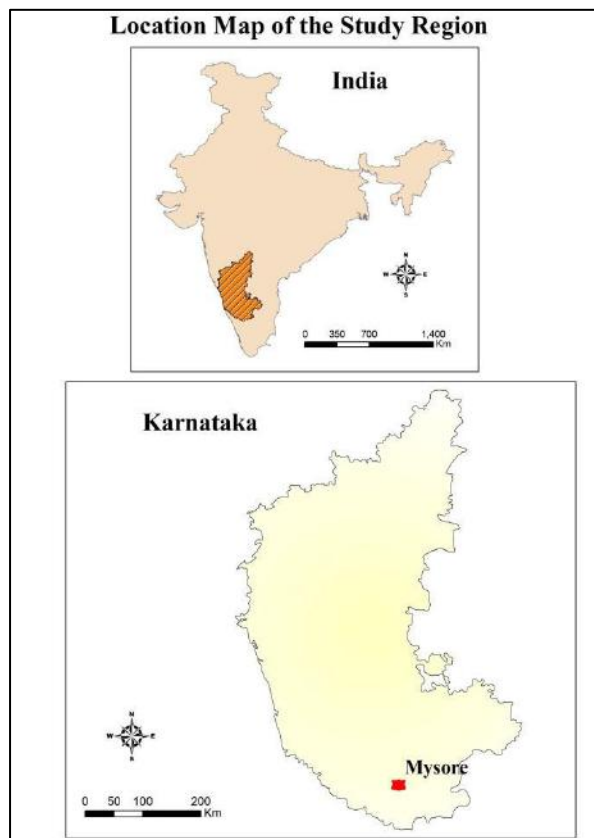 Location Map of the Study Region
India
N
W E
S
0 350 700 1,400
Km
Karnataka
N
W E
S
Mysore
0 50 100 200
Km